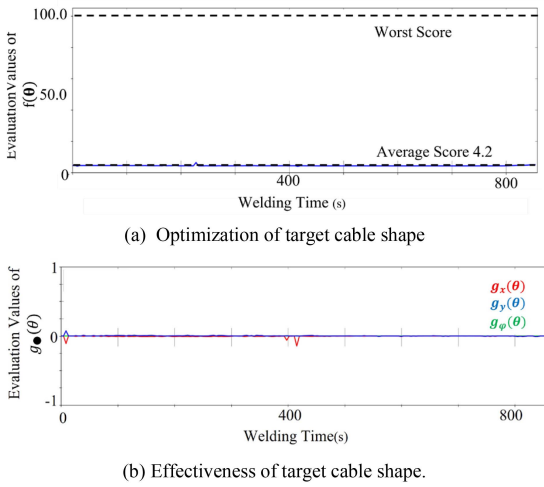 100.0
Worst Score
Evaluation Values of
f(θ)
50.0
Average Score 4.2
0
400
800
Welding Time (s)
(a) Optimization of target cable shape
1
gₓ(θ)
g_y(θ)
g_φ(θ)
Evaluation Values of
g●(θ)
0
-1
0
400
800
Welding Time(s)
(b) Effectiveness of target cable shape.